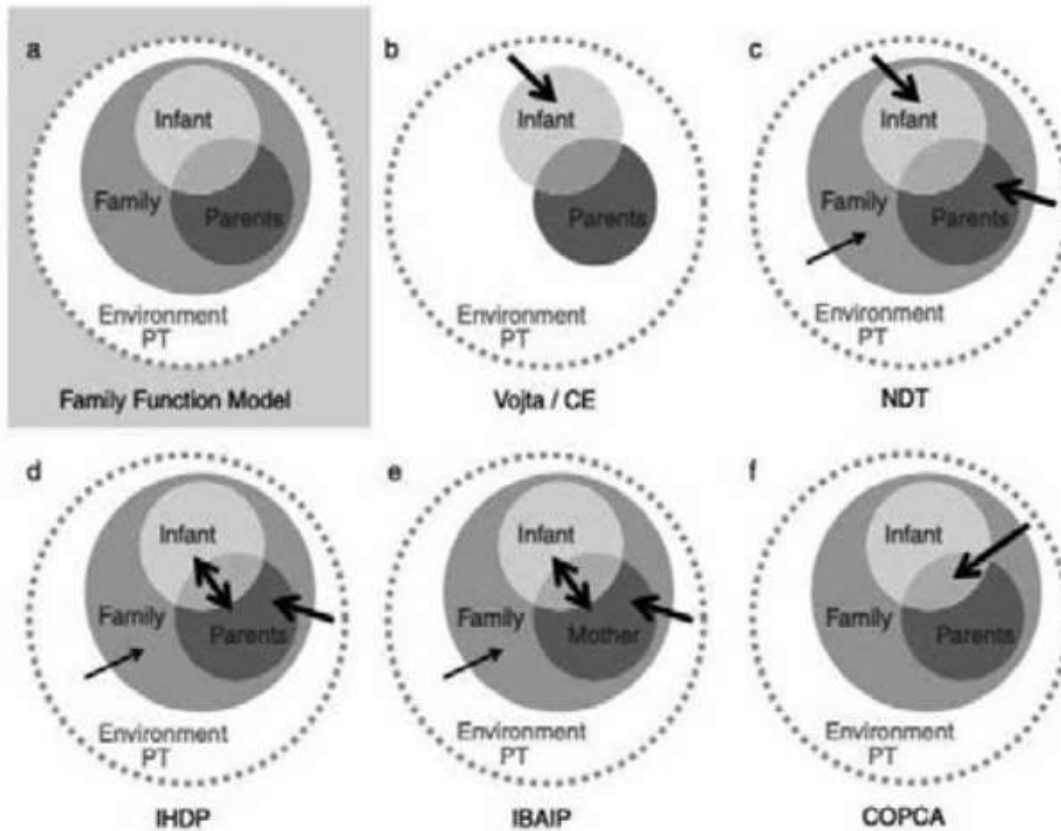 a
Infant
Family
Parents
Environment
PT
Family Function Model
b
Infant
Parents
Environment
PT
Vojta / CE
c
Infant
Family
Parents
Environment
PT
NDT
d
Infant
Family
Parents
Environment
PT
IHDP
e
Infant
Family
Mother
Environment
PT
IBAIP
f
Infant
Family
Parents
Environment
PT
COPCA